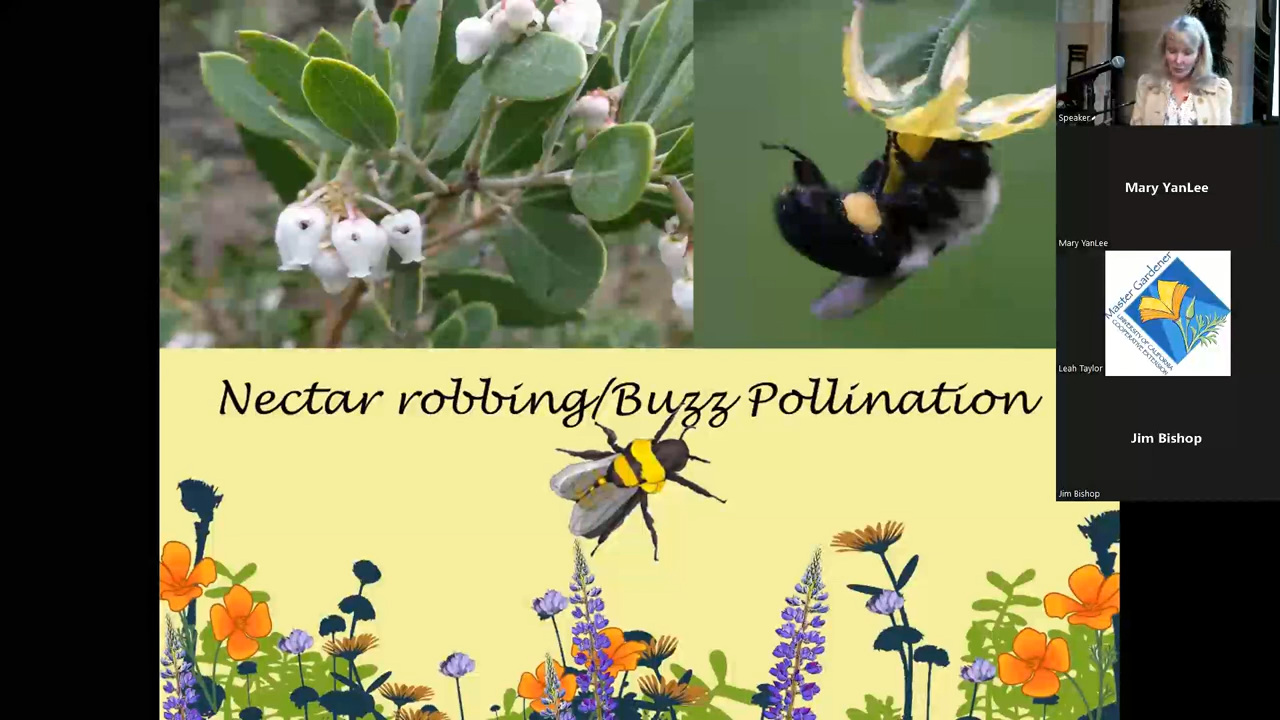 Nectar robbing/Buzz Pollination
Speaker
Mary YanLee
Mary YanLee
Master Gardener
UNIVERSITY OF CALIFORNIA
COOPERATIVE EXTENSION
Leah Taylor
Jim Bishop
Jim Bishop